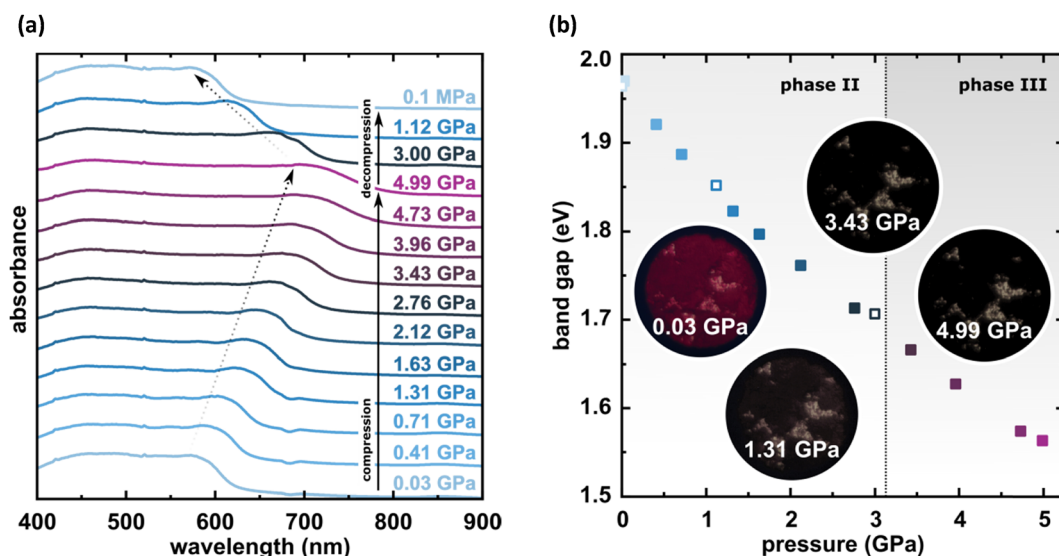 (a)
absorbance
0.1 MPa
1.12 GPa
3.00 GPa
4.99 GPa
4.73 GPa
3.96 GPa
3.43 GPa
2.76 GPa
2.12 GPa
1.63 GPa
1.31 GPa
0.71 GPa
0.41 GPa
0.03 GPa
decompression
compression
400 500 600 700 800 900
wavelength (nm)
(b)
band gap (eV)
2.0
1.9
1.8
1.7
1.6
1.5
phase II phase III
3.43 GPa
0.03 GPa
4.99 GPa
1.31 GPa
0 1 2 3 4 5
pressure (GPa)